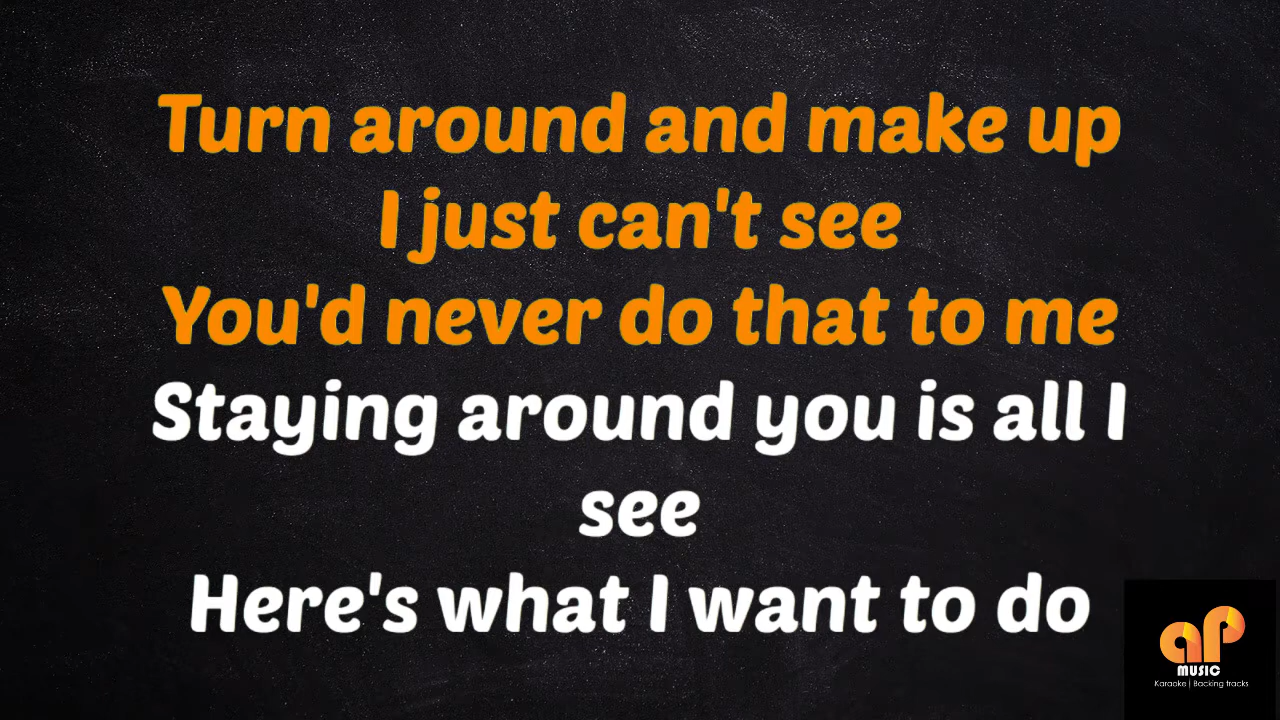 Turn around and make up
I just can't see
You'd never do that to me
Staying around you is all I
see
Here's what I want to do
ap
MUSIC
Karaoke | Backing tracks